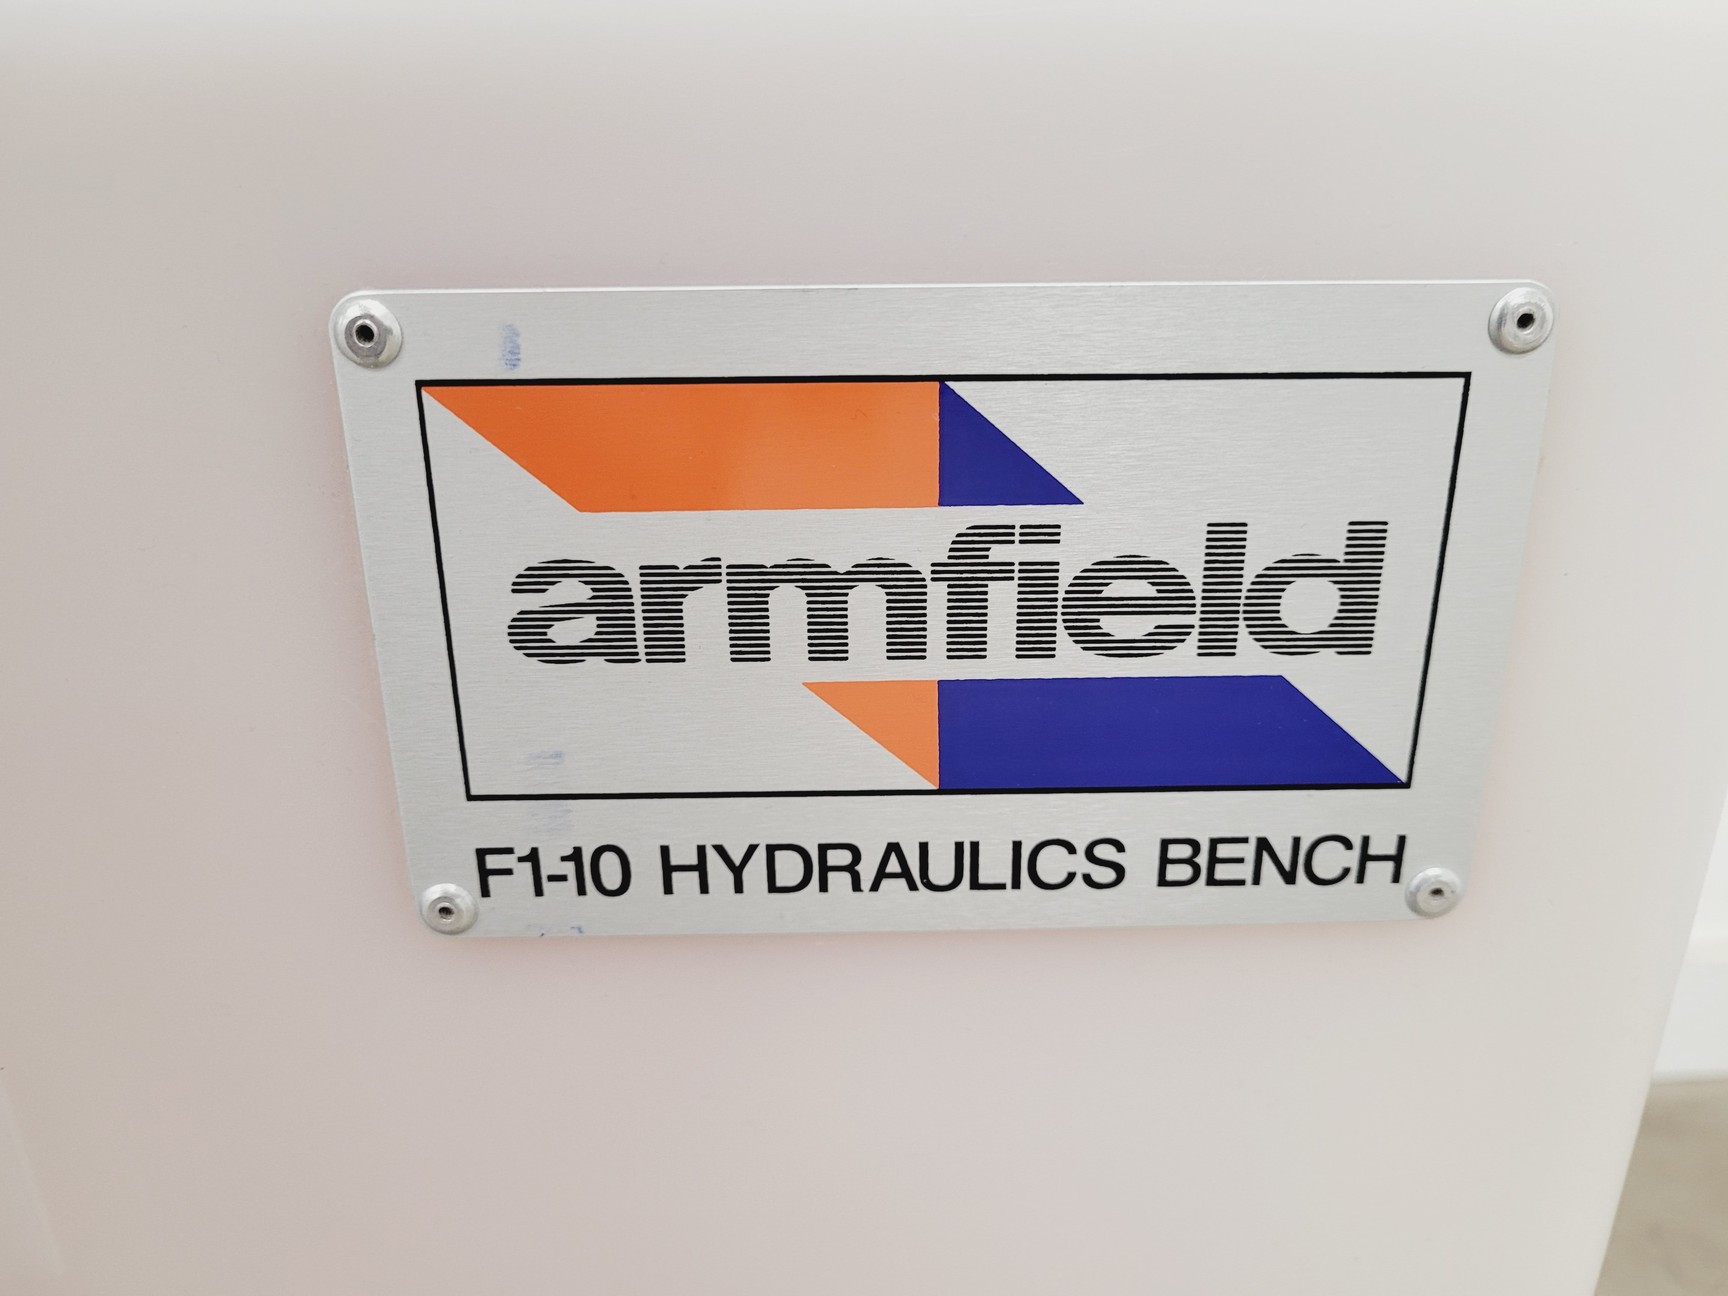 armfield
F1-10 HYDRAULICS BENCH